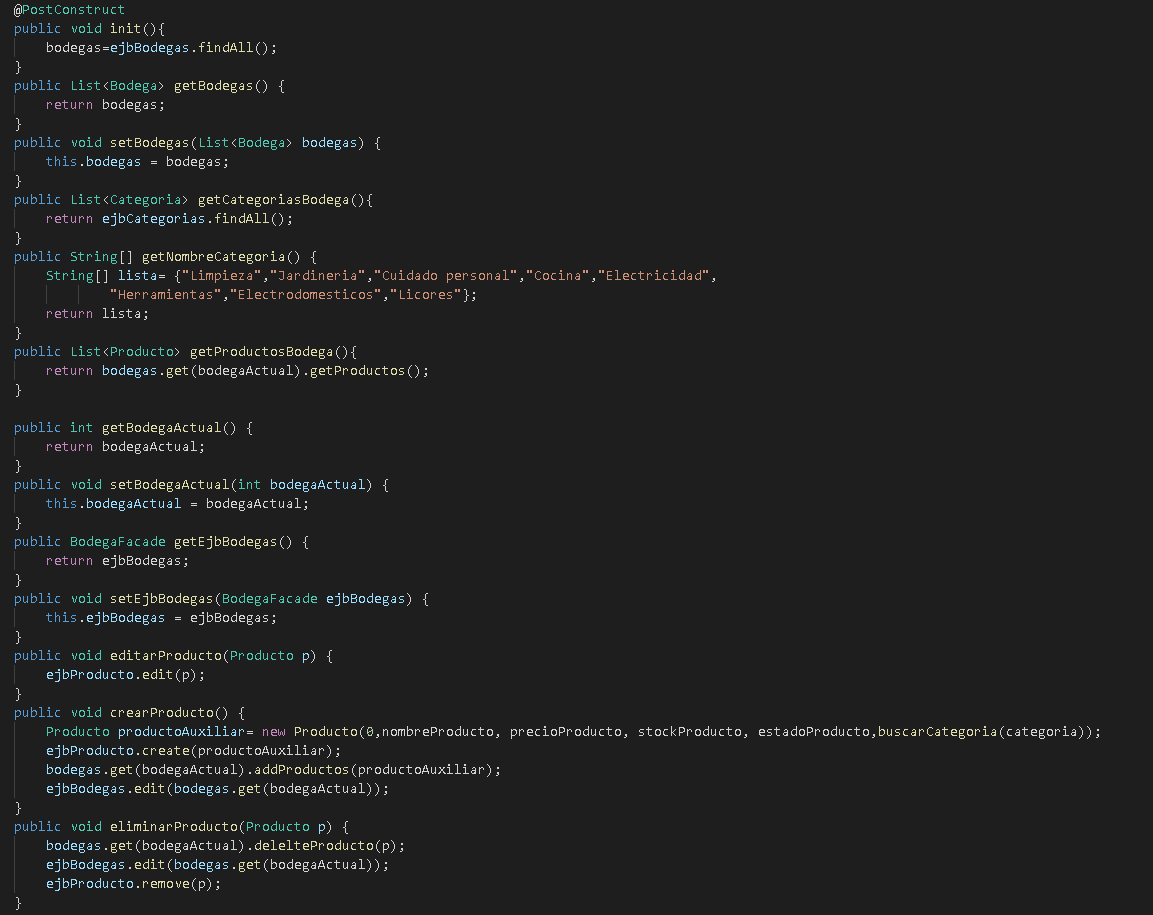 @PostConstruct
public void init(){
    bodegas=ejbBodegas.findAll();
}
public List<Bodega> getBodegas() {
    return bodegas;
}
public void setBodegas(List<Bodega> bodegas) {
    this.bodegas = bodegas;
}
public List<Categoria> getCategoriasBodega(){
    return ejbCategorias.findAll();
}
public String[] getNombreCategoria() {
    String[] lista= {"Limpieza","Jardineria","Cuidado personal","Cocina","Electricidad",
            "Herramientas","Electrodomesticos","Licores"};
    return lista;
}
public List<Producto> getProductosBodega(){
    return bodegas.get(bodegaActual).getProductos();
}

public int getBodegaActual() {
    return bodegaActual;
}
public void setBodegaActual(int bodegaActual) {
    this.bodegaActual = bodegaActual;
}
public BodegaFacade getEjbBodegas() {
    return ejbBodegas;
}
public void setEjbBodegas(BodegaFacade ejbBodegas) {
    this.ejbBodegas = ejbBodegas;
}
public void editarProducto(Producto p) {
    ejbProducto.edit(p);
}
public void crearProducto() {
    Producto productoAuxiliar= new Producto(0,nombreProducto, precioProducto, stockProducto, estadoProducto,buscarCategoria(categoria));
    ejbProducto.create(productoAuxiliar);
    bodegas.get(bodegaActual).addProductos(productoAuxiliar);
    ejbBodegas.edit(bodegas.get(bodegaActual));
}
public void eliminarProducto(Producto p) {
    bodegas.get(bodegaActual).delelteProducto(p);
    ejbBodegas.edit(bodegas.get(bodegaActual));
    ejbProducto.remove(p);
}